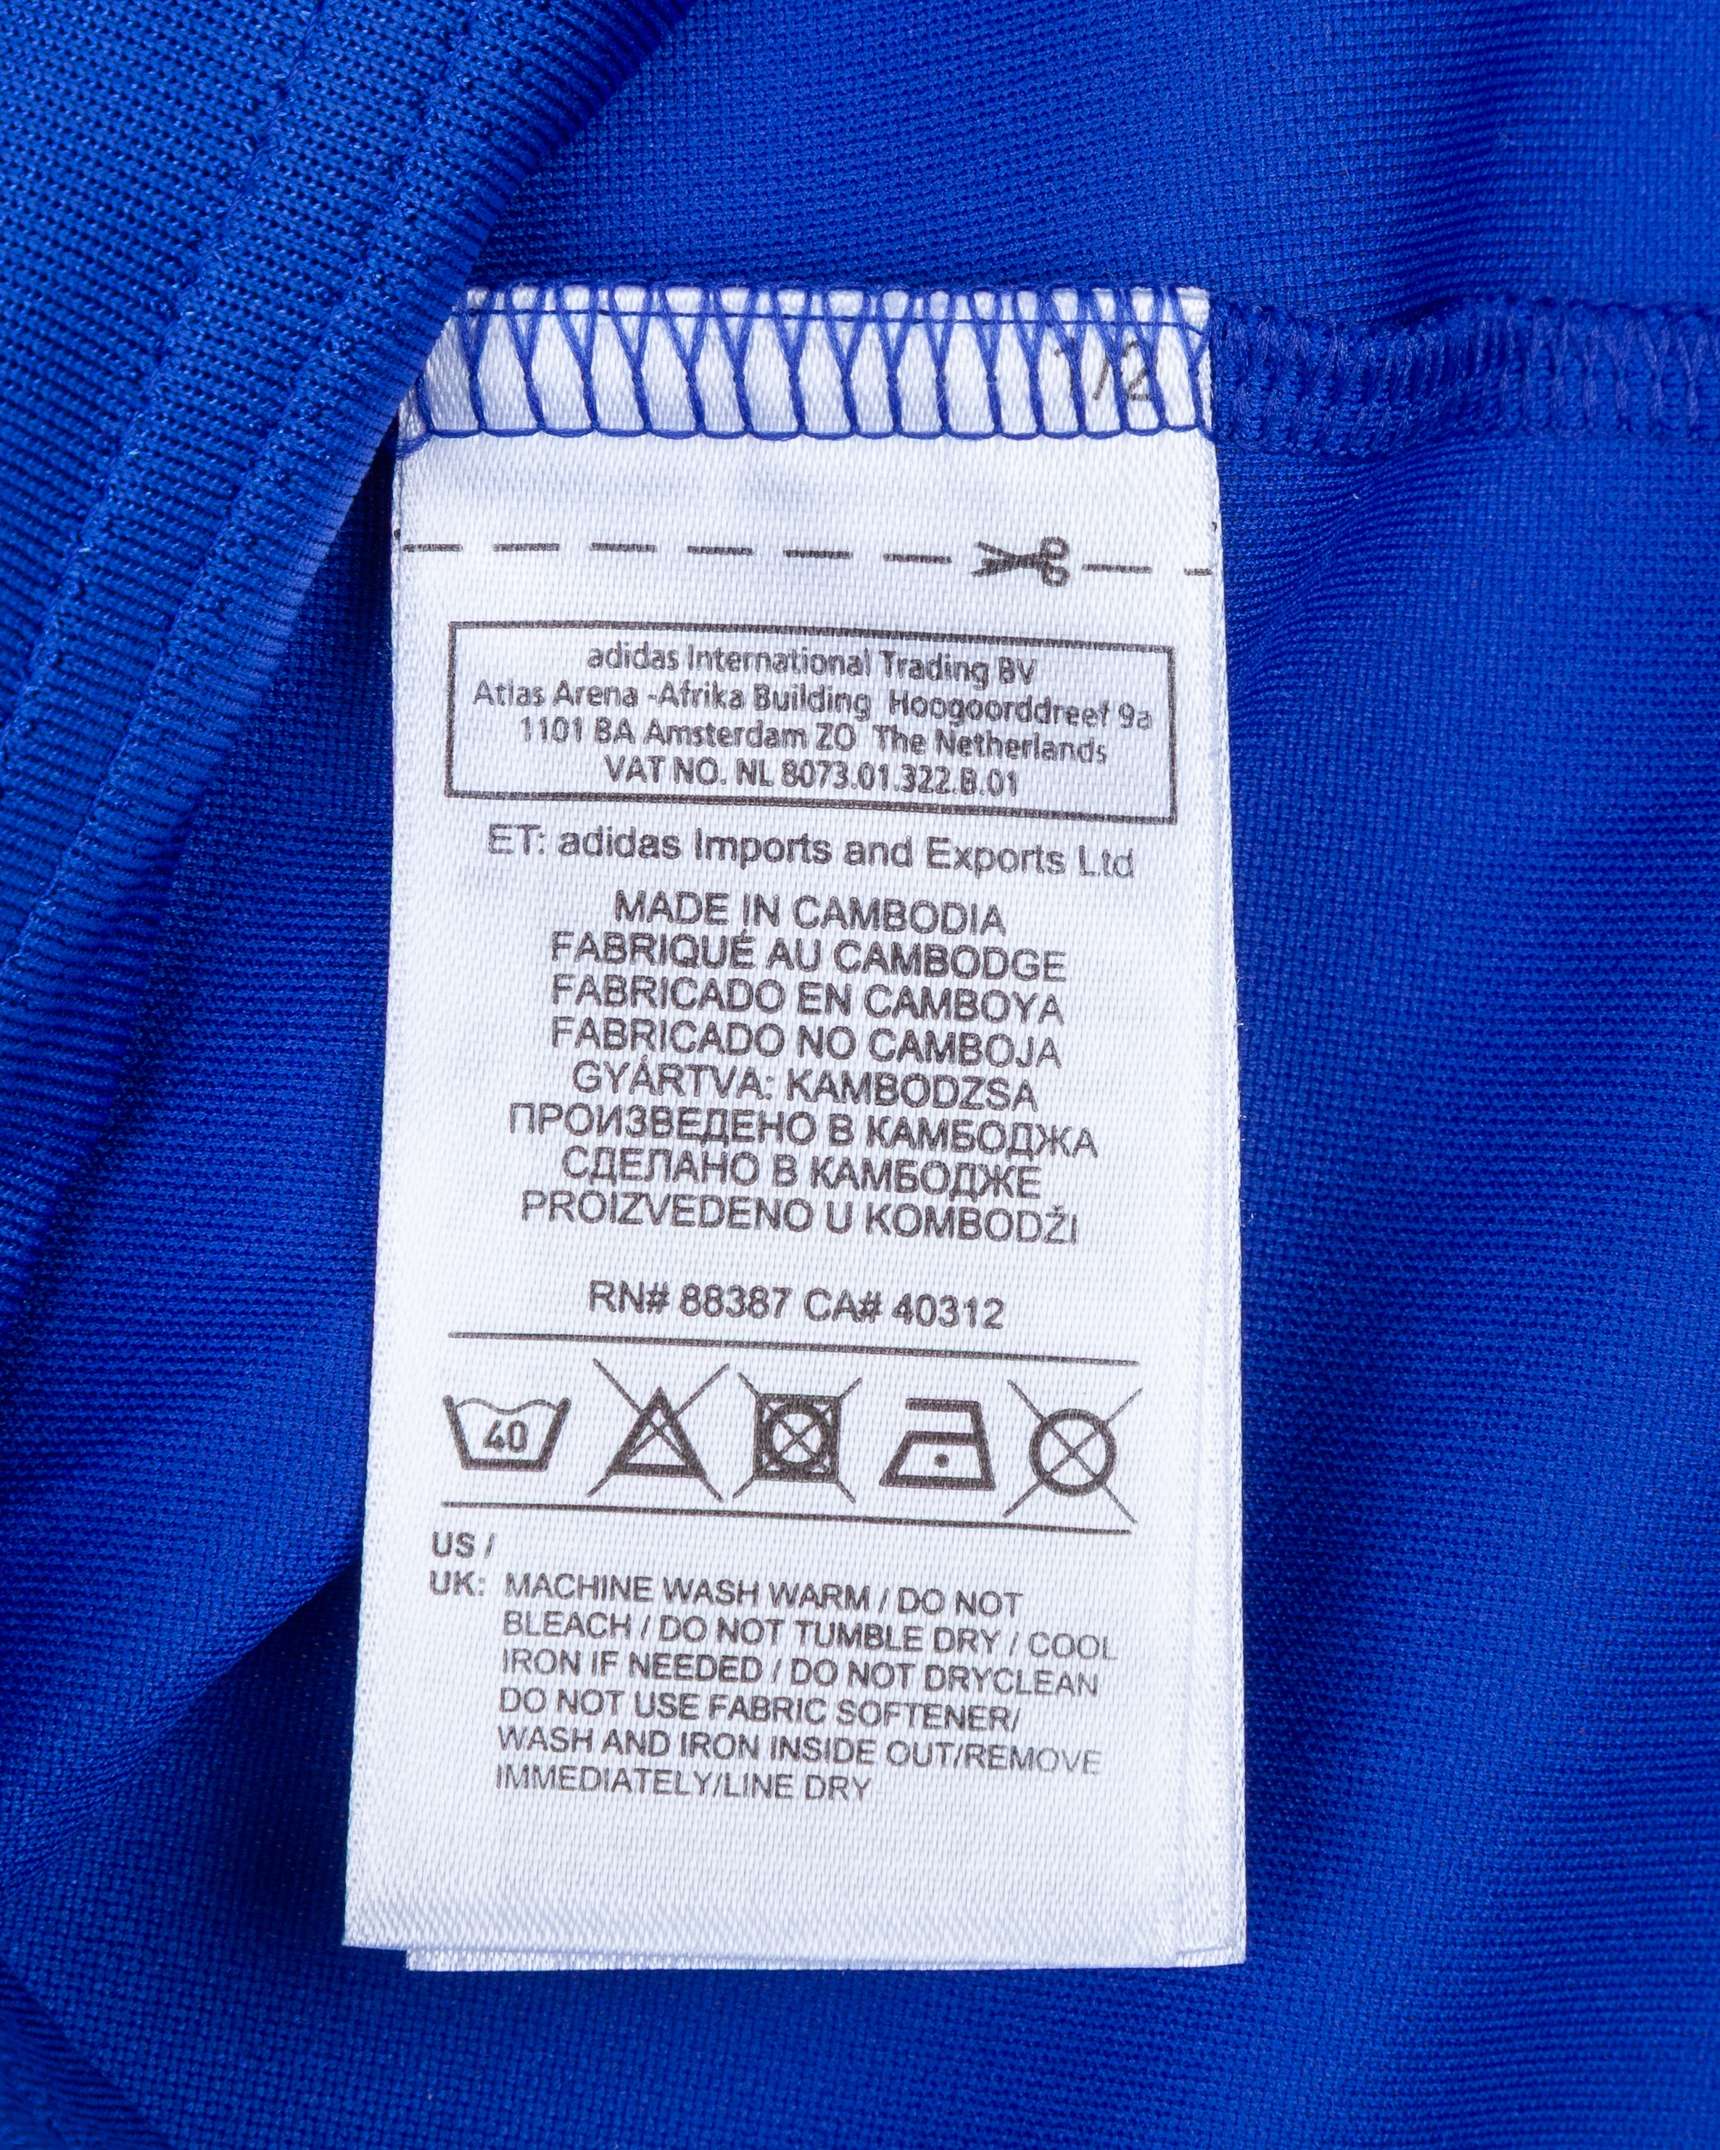 1/2
adidas International Trading BV
Atlas Arena -Afrika Building Hoogoorddreef 9a
1101 BA Amsterdam ZO The Netherlands
VAT NO. NL 8073.01.322.B.01
ET: adidas Imports and Exports Ltd
MADE IN CAMBODIA
FABRIQUÉ AU CAMBODGE
FABRICADO EN CAMBOYA
FABRICADO NO CAMBOJA
GYÁRTVA: KAMBODZSA
ПРОИЗВЕДЕНО В КАМБОДЖА
СДЕЛАНО В КАМБОДЖЕ
PROIZVEDENO U KOMBODŽI
RN# 88387 CA# 40312
40
US /
UK: MACHINE WASH WARM / DO NOT
BLEACH / DO NOT TUMBLE DRY / COOL
IRON IF NEEDED / DO NOT DRYCLEAN
DO NOT USE FABRIC SOFTENER/
WASH AND IRON INSIDE OUT/REMOVE
IMMEDIATELY/LINE DRY